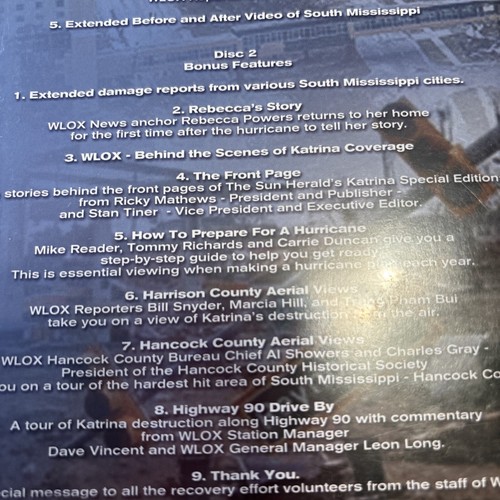 5. Extended Before and After Video of South Mississippi
Disc 2
Bonus Features
1. Extended damage reports from various South Mississippi cities.
2. Rebecca's Story
WLOX News anchor Rebecca Powers returns to her home
for the first time after the hurricane to tell her story.
3. WLOX - Behind the Scenes of Katrina Coverage
4. The Front Page
stories behind the front pages of The Sun Herald's Katrina Special Edition
from Ricky Mathews - President and Publisher -
and Stan Tiner - Vice President and Executive Editor.
5. How To Prepare For A Hurricane
Mike Reader, Tommy Richards and Carrie Duncan give you a
step-by-step guide to help you get ready
This is essential viewing when making a hurricane plan each year.
6. Harrison County Aerial Views
WLOX Reporters Bill Snyder, Marcia Hill, and Pham Bui
take you on a view of Katrina's destruction from the air.
7. Hancock County Aerial Views
WLOX Hancock County Bureau Chief Al Showers and Charles Gray -
President of the Hancock County Historical Society
ou on a tour of the hardest hit area of South Mississippi - Hancock Co
8. Highway 90 Drive By
A tour of Katrina destruction along Highway 90 with commentary
from WLOX Station Manager
Dave Vincent and WLOX General Manager Leon Long.
9. Thank You.
cial message to all the recovery effort volunteers from the staff of W